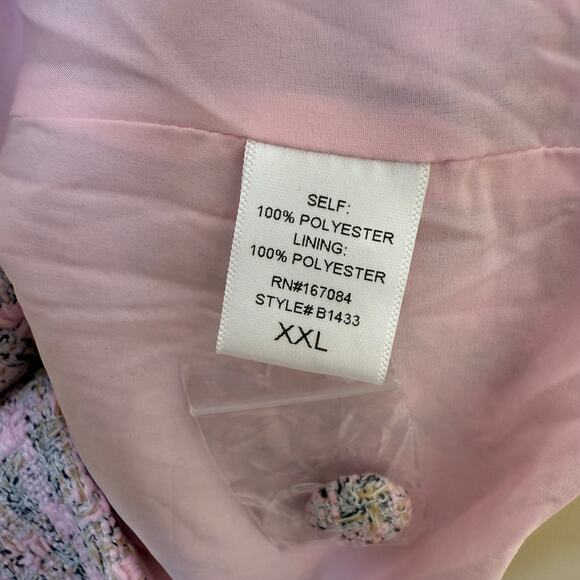 SELF:
100% POLYESTER
LINING:
100% POLYESTER
RN#167084
STYLE# B1433
XXL